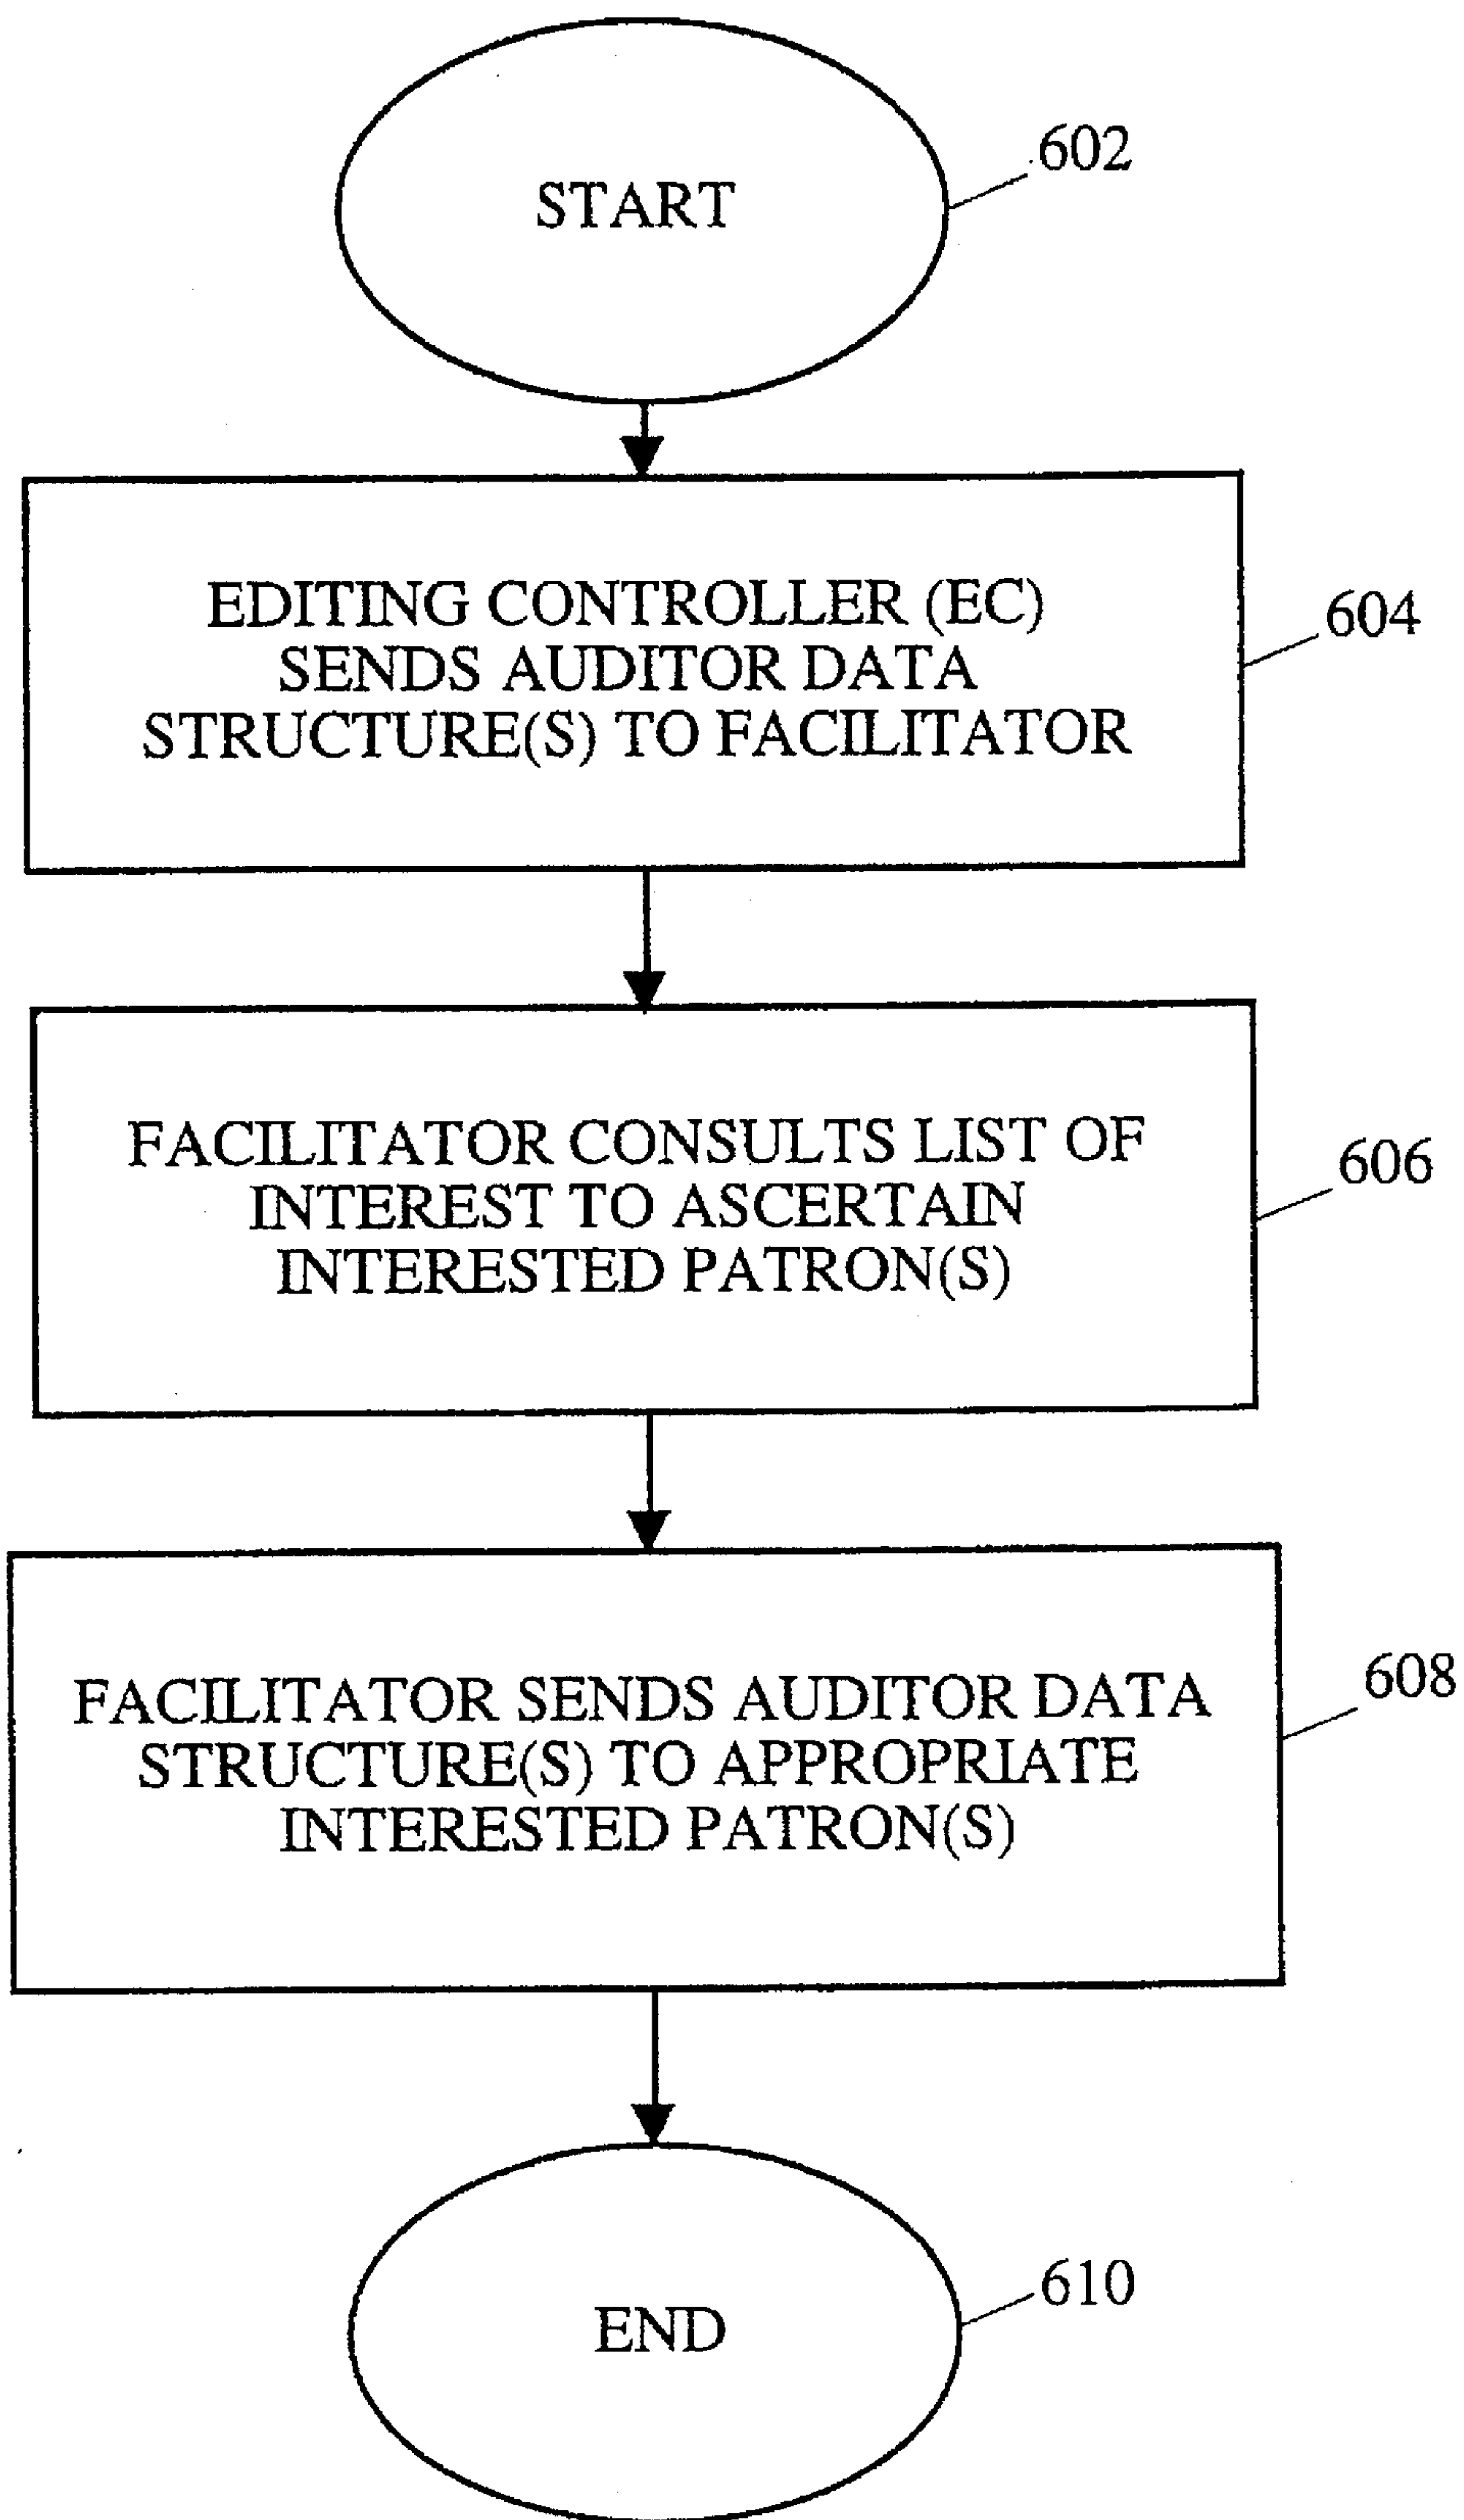 START
602
EDITING CONTROLLER (EC)
SENDS AUDITOR DATA
STRUCTURE(S) TO FACILITATOR
604
FACILITATOR CONSULTS LIST OF
INTEREST TO ASCERTAIN
INTERESTED PATRON(S)
606
FACILITATOR SENDS AUDITOR DATA
STRUCTURE(S) TO APPROPRIATE
INTERESTED PATRON(S)
608
END
610